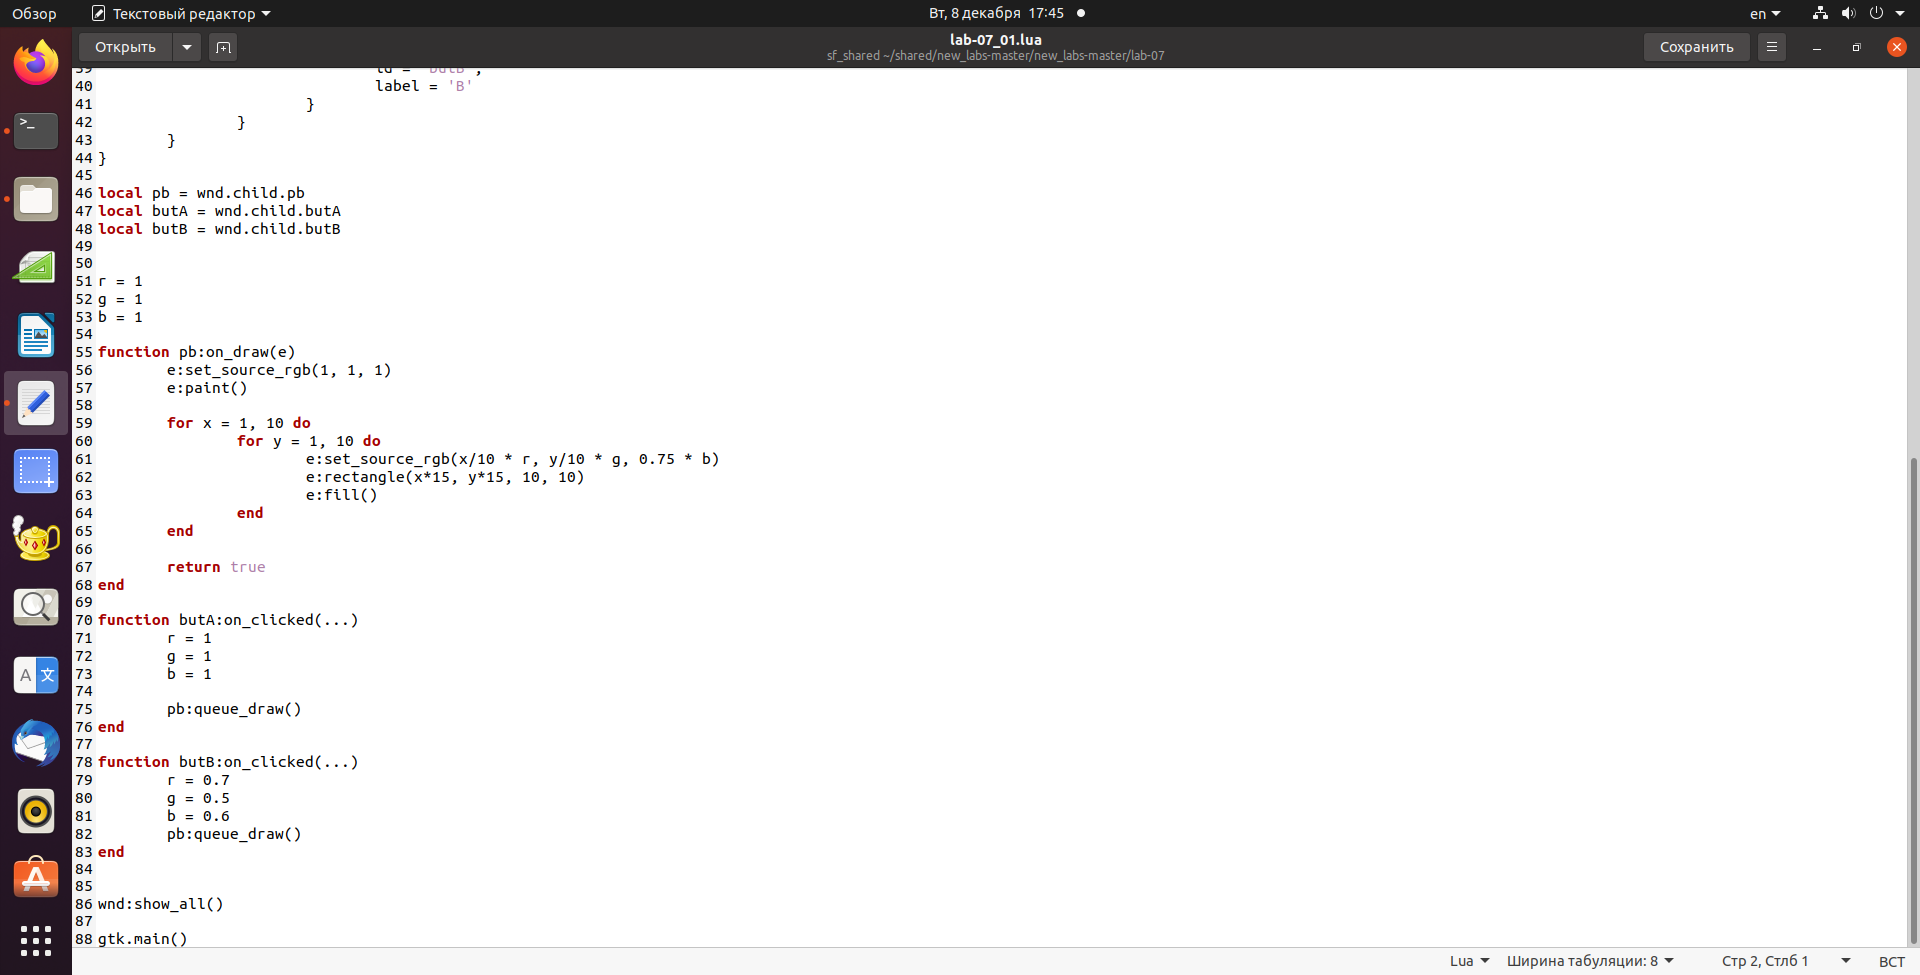 Обзор
Текстовый редактор
Вт, 8 декабря 17:45
en
Открыть
lab-07_01.lua
sf_shared ~/shared/new_labs-master/new_labs-master/lab-07
Сохранить
39 id = 'butB',
40 label = 'B'
41 }
42 }
43 }
44 }
45
46 local pb = wnd.child.pb
47 local butA = wnd.child.butA
48 local butB = wnd.child.butB
49
50
51 r = 1
52 g = 1
53 b = 1
54
55 function pb:on_draw(e)
56 e:set_source_rgb(1, 1, 1)
57 e:paint()
58
59 for x = 1, 10 do
60 for y = 1, 10 do
61 e:set_source_rgb(x/10 * r, y/10 * g, 0.75 * b)
62 e:rectangle(x*15, y*15, 10, 10)
63 e:fill()
64 end
65 end
66
67 return true
68 end
69
70 function butA:on_clicked(...)
71 r = 1
72 g = 1
73 b = 1
74
75 pb:queue_draw()
76 end
77
78 function butB:on_clicked(...)
79 r = 0.7
80 g = 0.5
81 b = 0.6
82 pb:queue_draw()
83 end
84
85
86 wnd:show_all()
87
88 gtk.main()
Lua
Ширина табуляции: 8
Стр 2, Стлб 1
ВСТ